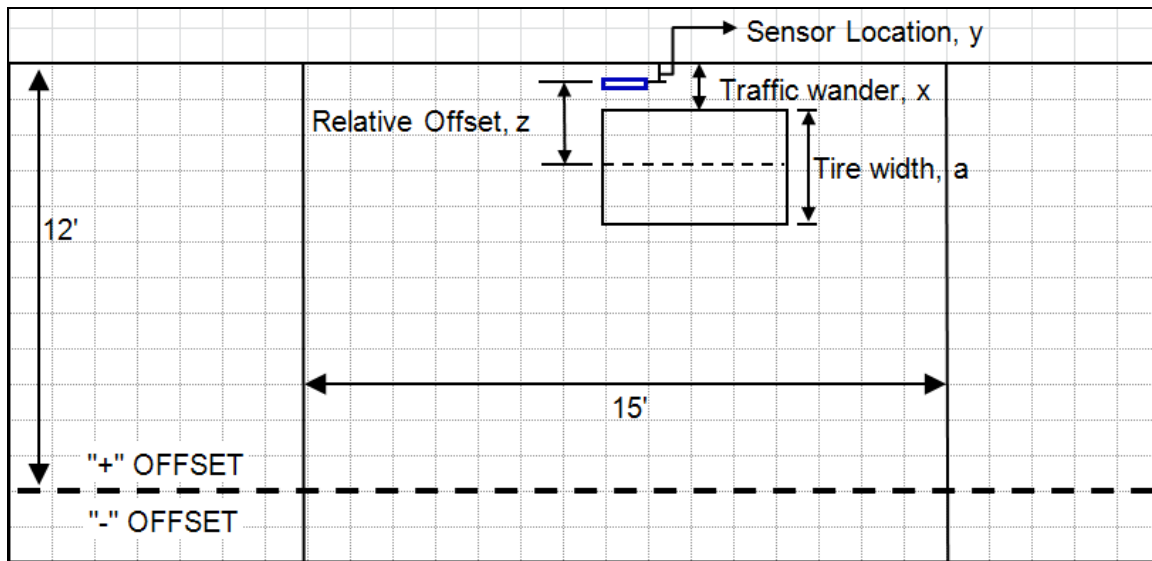 Sensor Location, y
Traffic wander, x
Relative Offset, z
Tire width, a
12'
15'
"+" OFFSET
"-" OFFSET